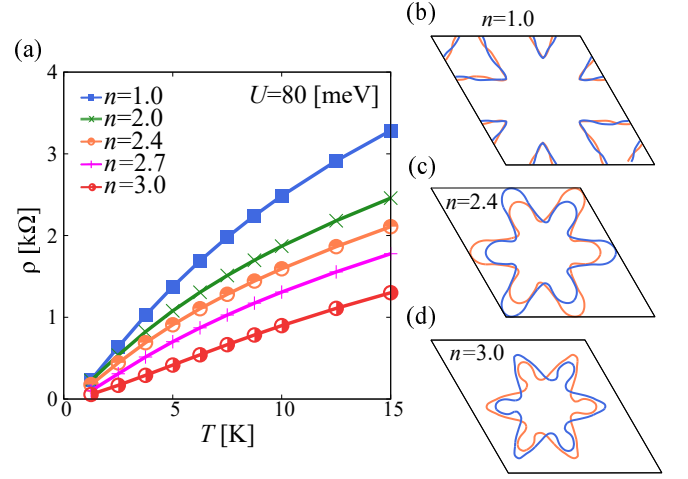 (a)
4
3
2
1
0
ρ [kΩ]
n=1.0
n=2.0
n=2.4
n=2.7
n=3.0
U=80 [meV]
0
5
10
15
T [K]
(b)
n=1.0
(c)
n=2.4
(d)
n=3.0